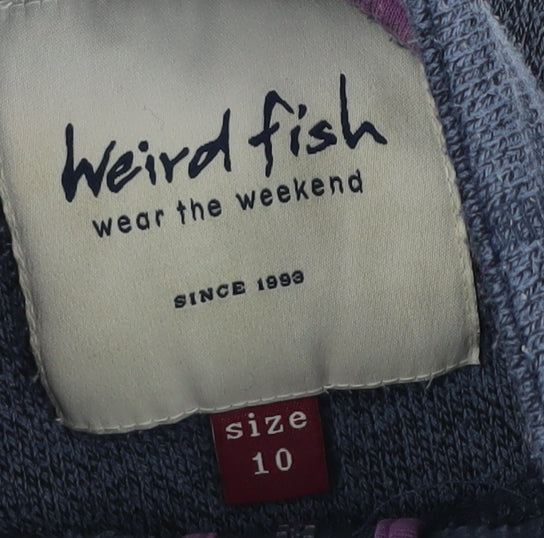 Weird fish
wear the weekend
SINCE 1993
size
10